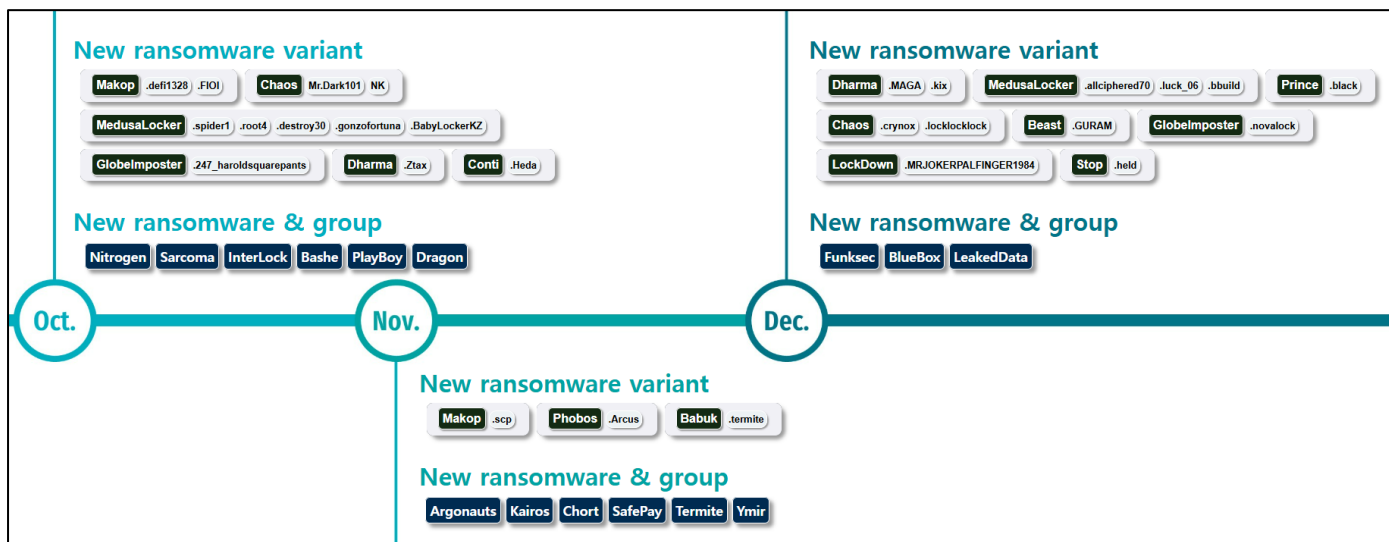 New ransomware variant
Makop .defi1328 .FIOI Chaos Mr.Dark101 NK
MedusaLocker .spider1 .root4 .destroy30 .gonzofortuna .BabyLockerKZ
GlobeImposter .247_haroldsquarepants Dharma .Ztax Conti .Heda
New ransomware & group
Nitrogen Sarcoma InterLock Bashe PlayBoy Dragon
Oct.
Nov.
New ransomware variant
Makop .scp Phobos .Arcus Babuk .termite
New ransomware & group
Argonauts Kairos Chort SafePay Termite Ymir
Dec.
New ransomware variant
Dharma .MAGA .kix MedusaLocker .allciphered70 .luck_06 .bbuild Prince .black
Chaos .crynox .locklocklock Beast .GURAM GlobeImposter .novalock
LockDown .MRJOKERPALFINGER1984 Stop .held
New ransomware & group
Funksec BlueBox LeakedData